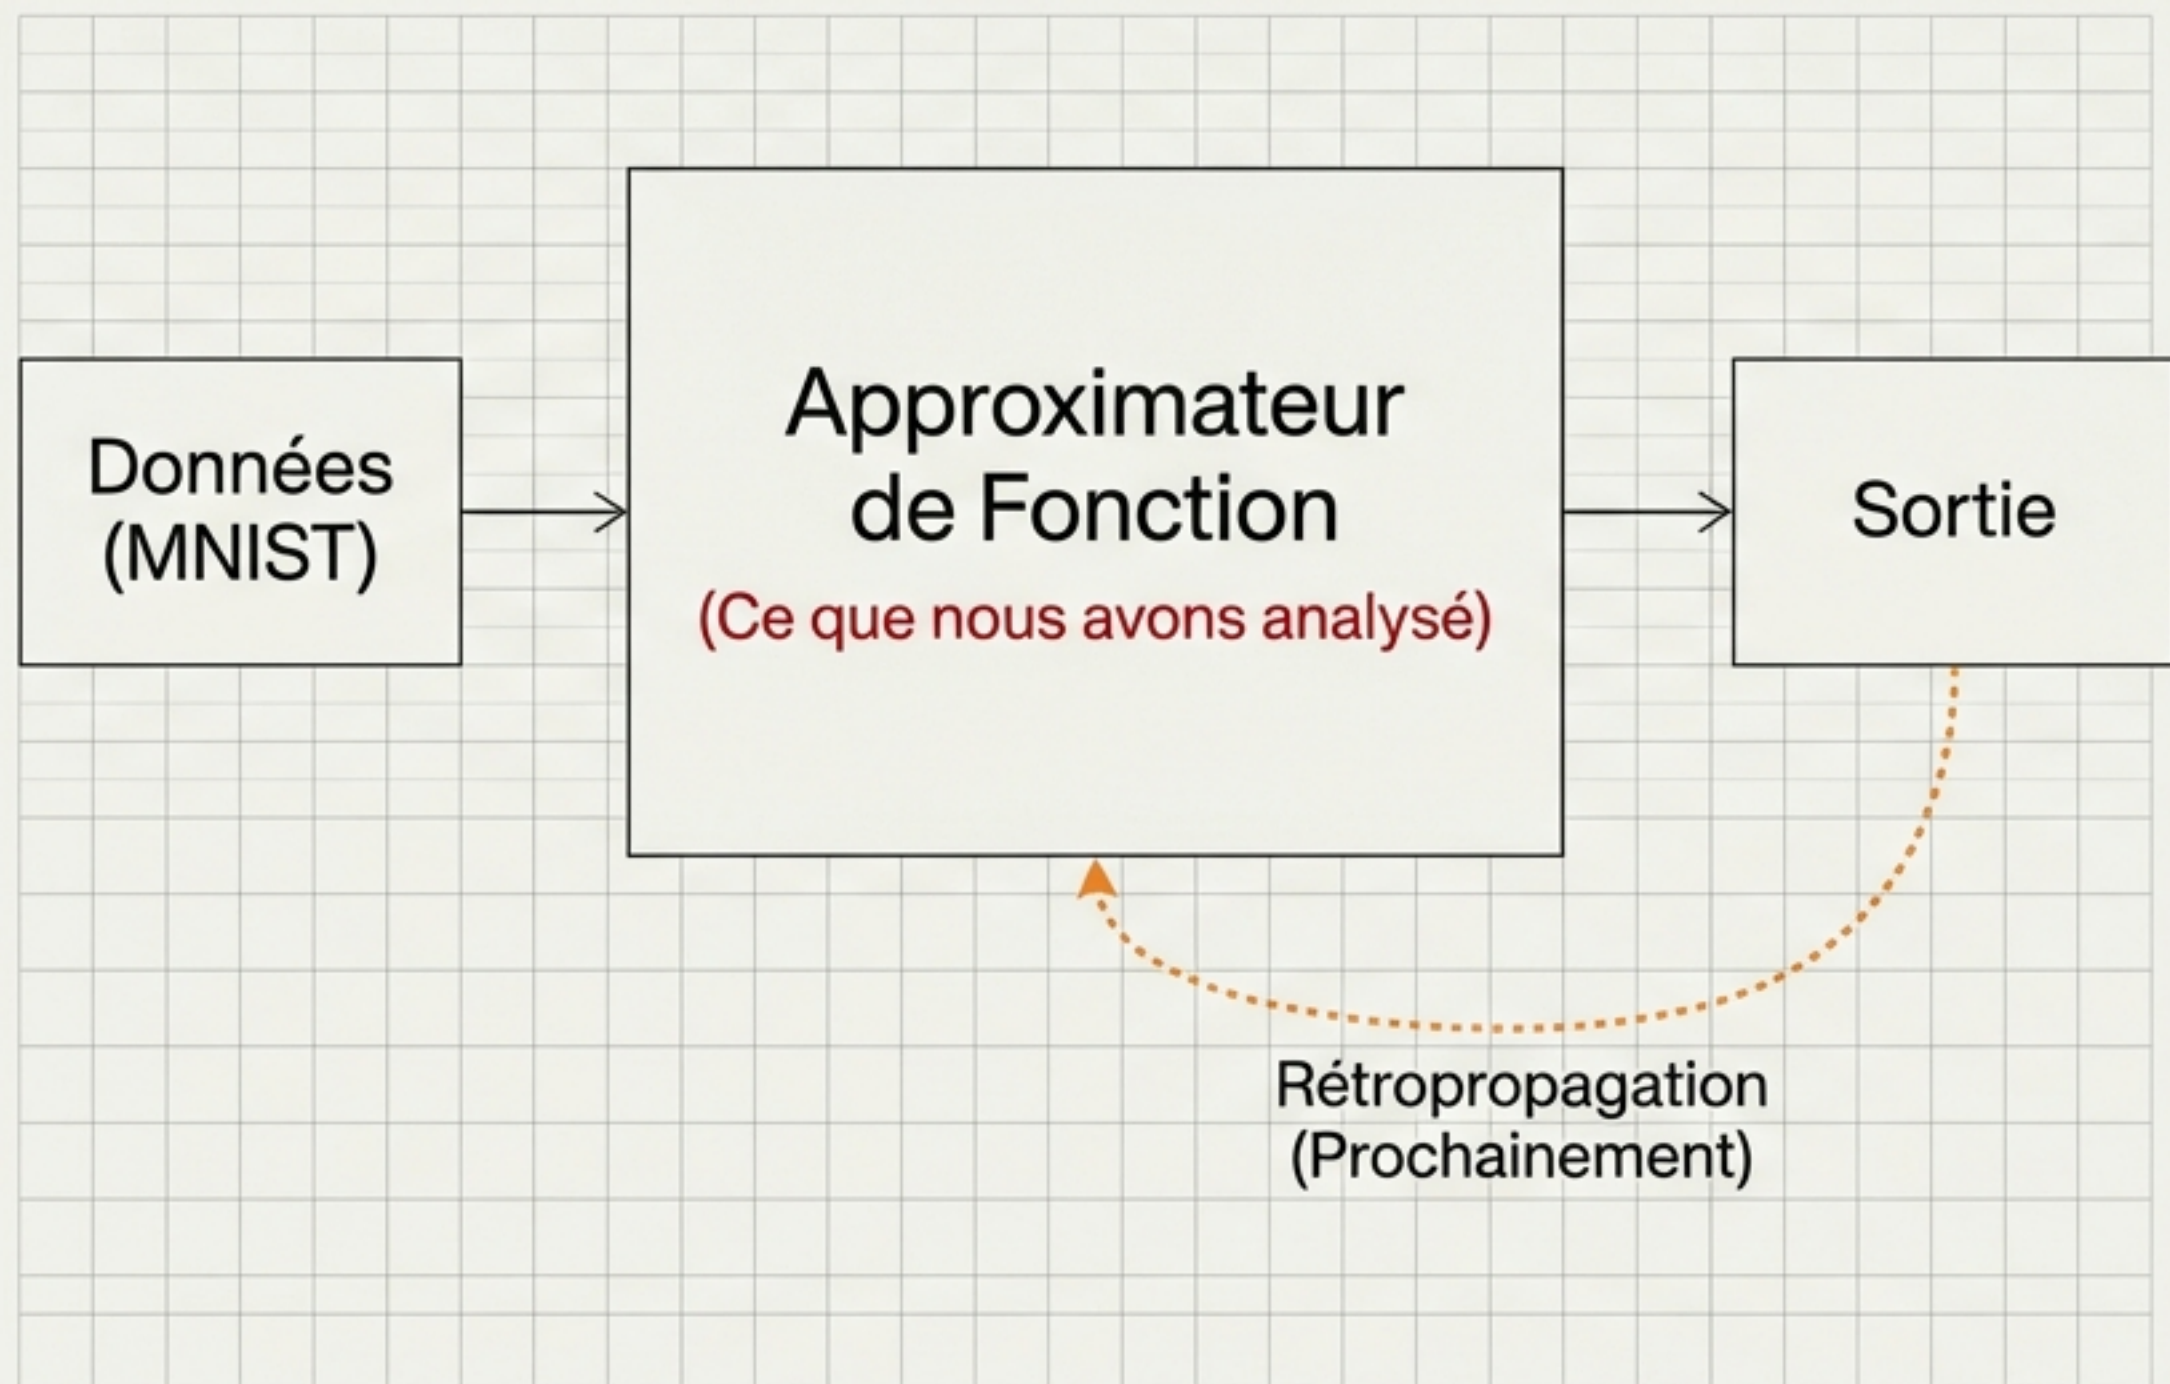 Données
(MNIST)
Approximateur
de Fonction
(Ce que nous avons analysé)
Sortie
Rétropropagation
(Prochainement)